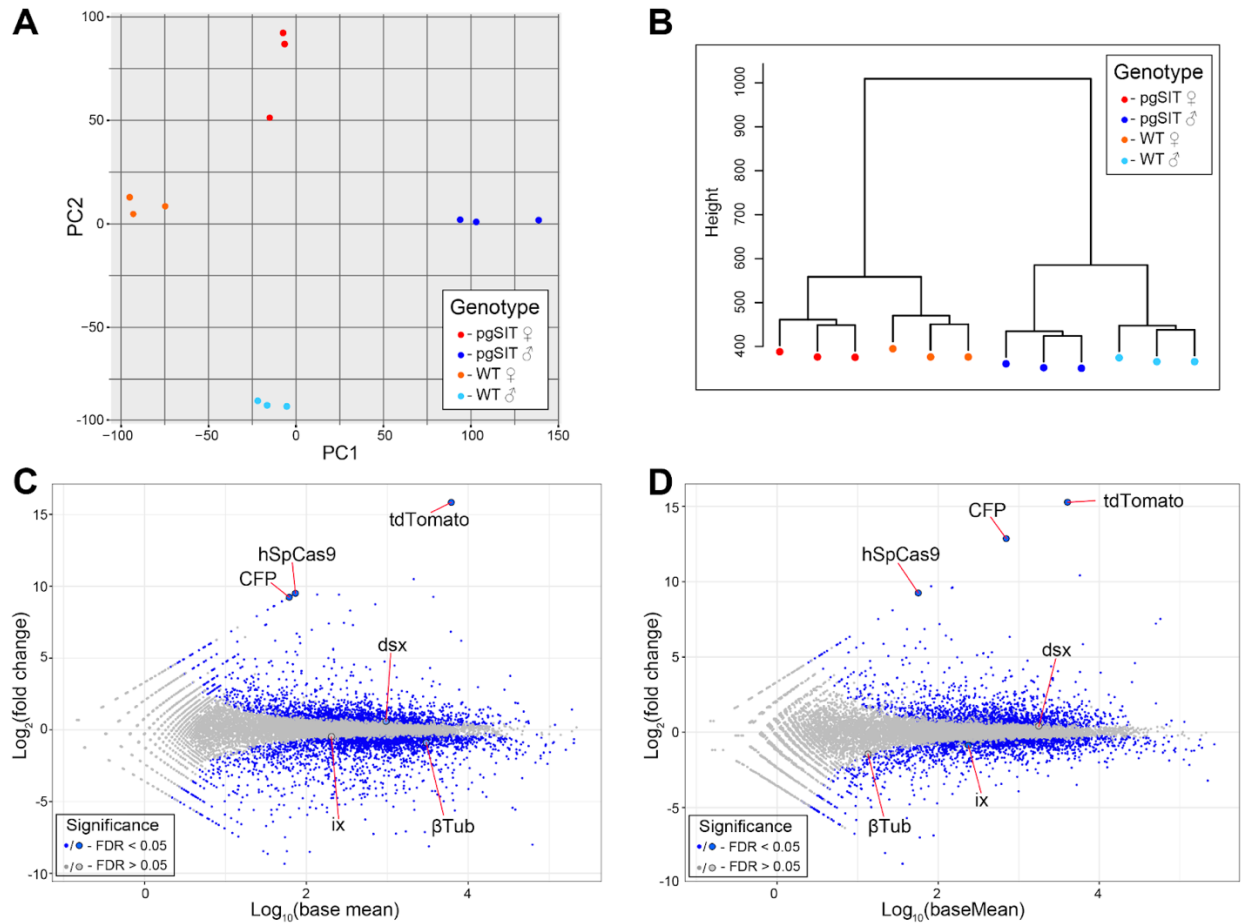 A
100
50
0
−50
−100
PC2
−100
−50
0
50
100
150
PC1
Genotype
- pgSIT ♀
- pgSIT ♂
- WT ♀
- WT ♂
B
1000
900
800
700
600
500
400
Height
Genotype
- pgSIT ♀
- pgSIT ♂
- WT ♀
- WT ♂
C
15
10
5
0
-5
-10
Log2(fold change)
tdTomato
hSpCas9
CFP
dsx
ix
βTub
Significance
/ - FDR < 0.05
/ - FDR > 0.05
0
2
4
Log10(base mean)
D
15
10
5
0
-5
-10
Log2(fold change)
tdTomato
CFP
hSpCas9
dsx
ix
βTub
Significance
/ - FDR < 0.05
/ - FDR > 0.05
0
2
4
Log10(baseMean)